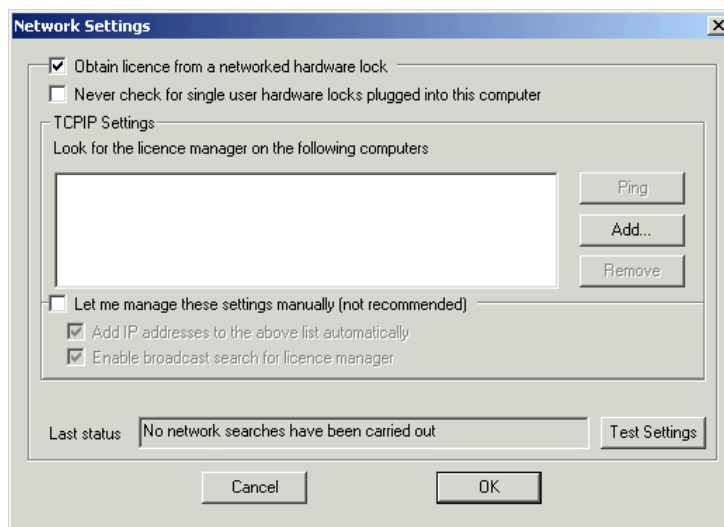 Network Settings
Obtain licence from a networked hardware lock
Never check for single user hardware locks plugged into this computer
TCPIP Settings
Look for the licence manager on the following computers
Ping
Add...
Remove
Let me manage these settings manually (not recommended)
Add IP addresses to the above list automatically
Enable broadcast search for licence manager
Last status No network searches have been carried out Test Settings
Cancel OK